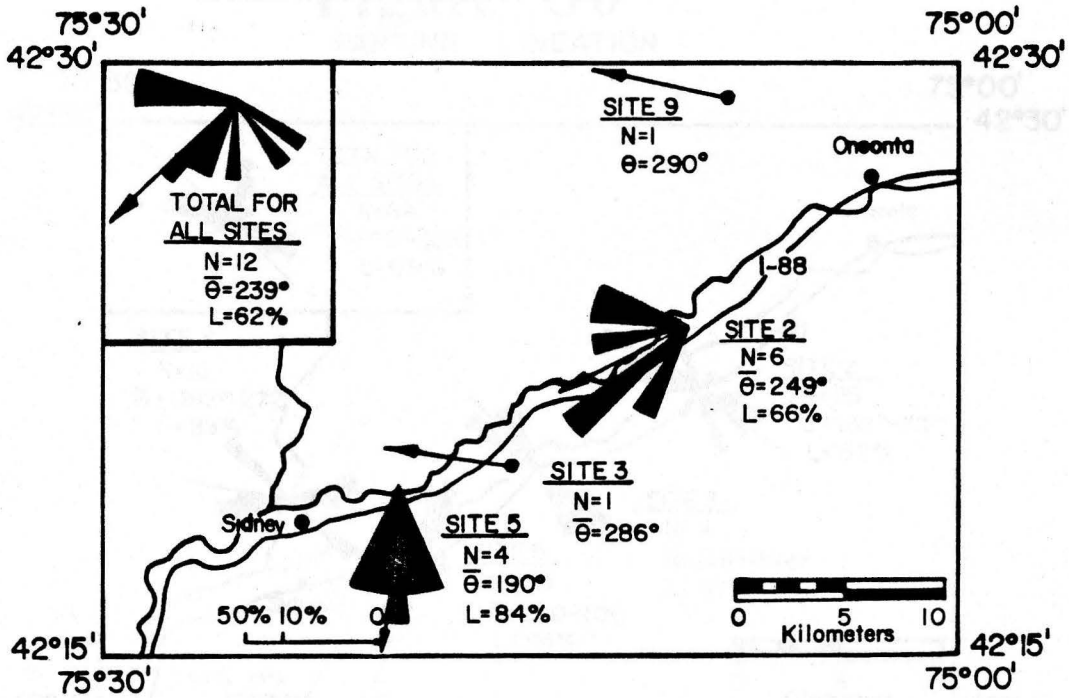 75°30'
75°00'
42°30'
42°30'
SITE 9
N=1
Θ=290°
Oneonta
TOTAL FOR
ALL SITES
N=12
Θ̅=239°
L=62%
I-88
SITE 2
N=6
Θ̅=249°
L=66%
SITE 3
N=1
Θ̅=286°
Sidney
SITE 5
N=4
Θ̅=190°
L=84%
50% 10% 0
0 5 10
Kilometers
42°15'
42°15'
75°30'
75°00'